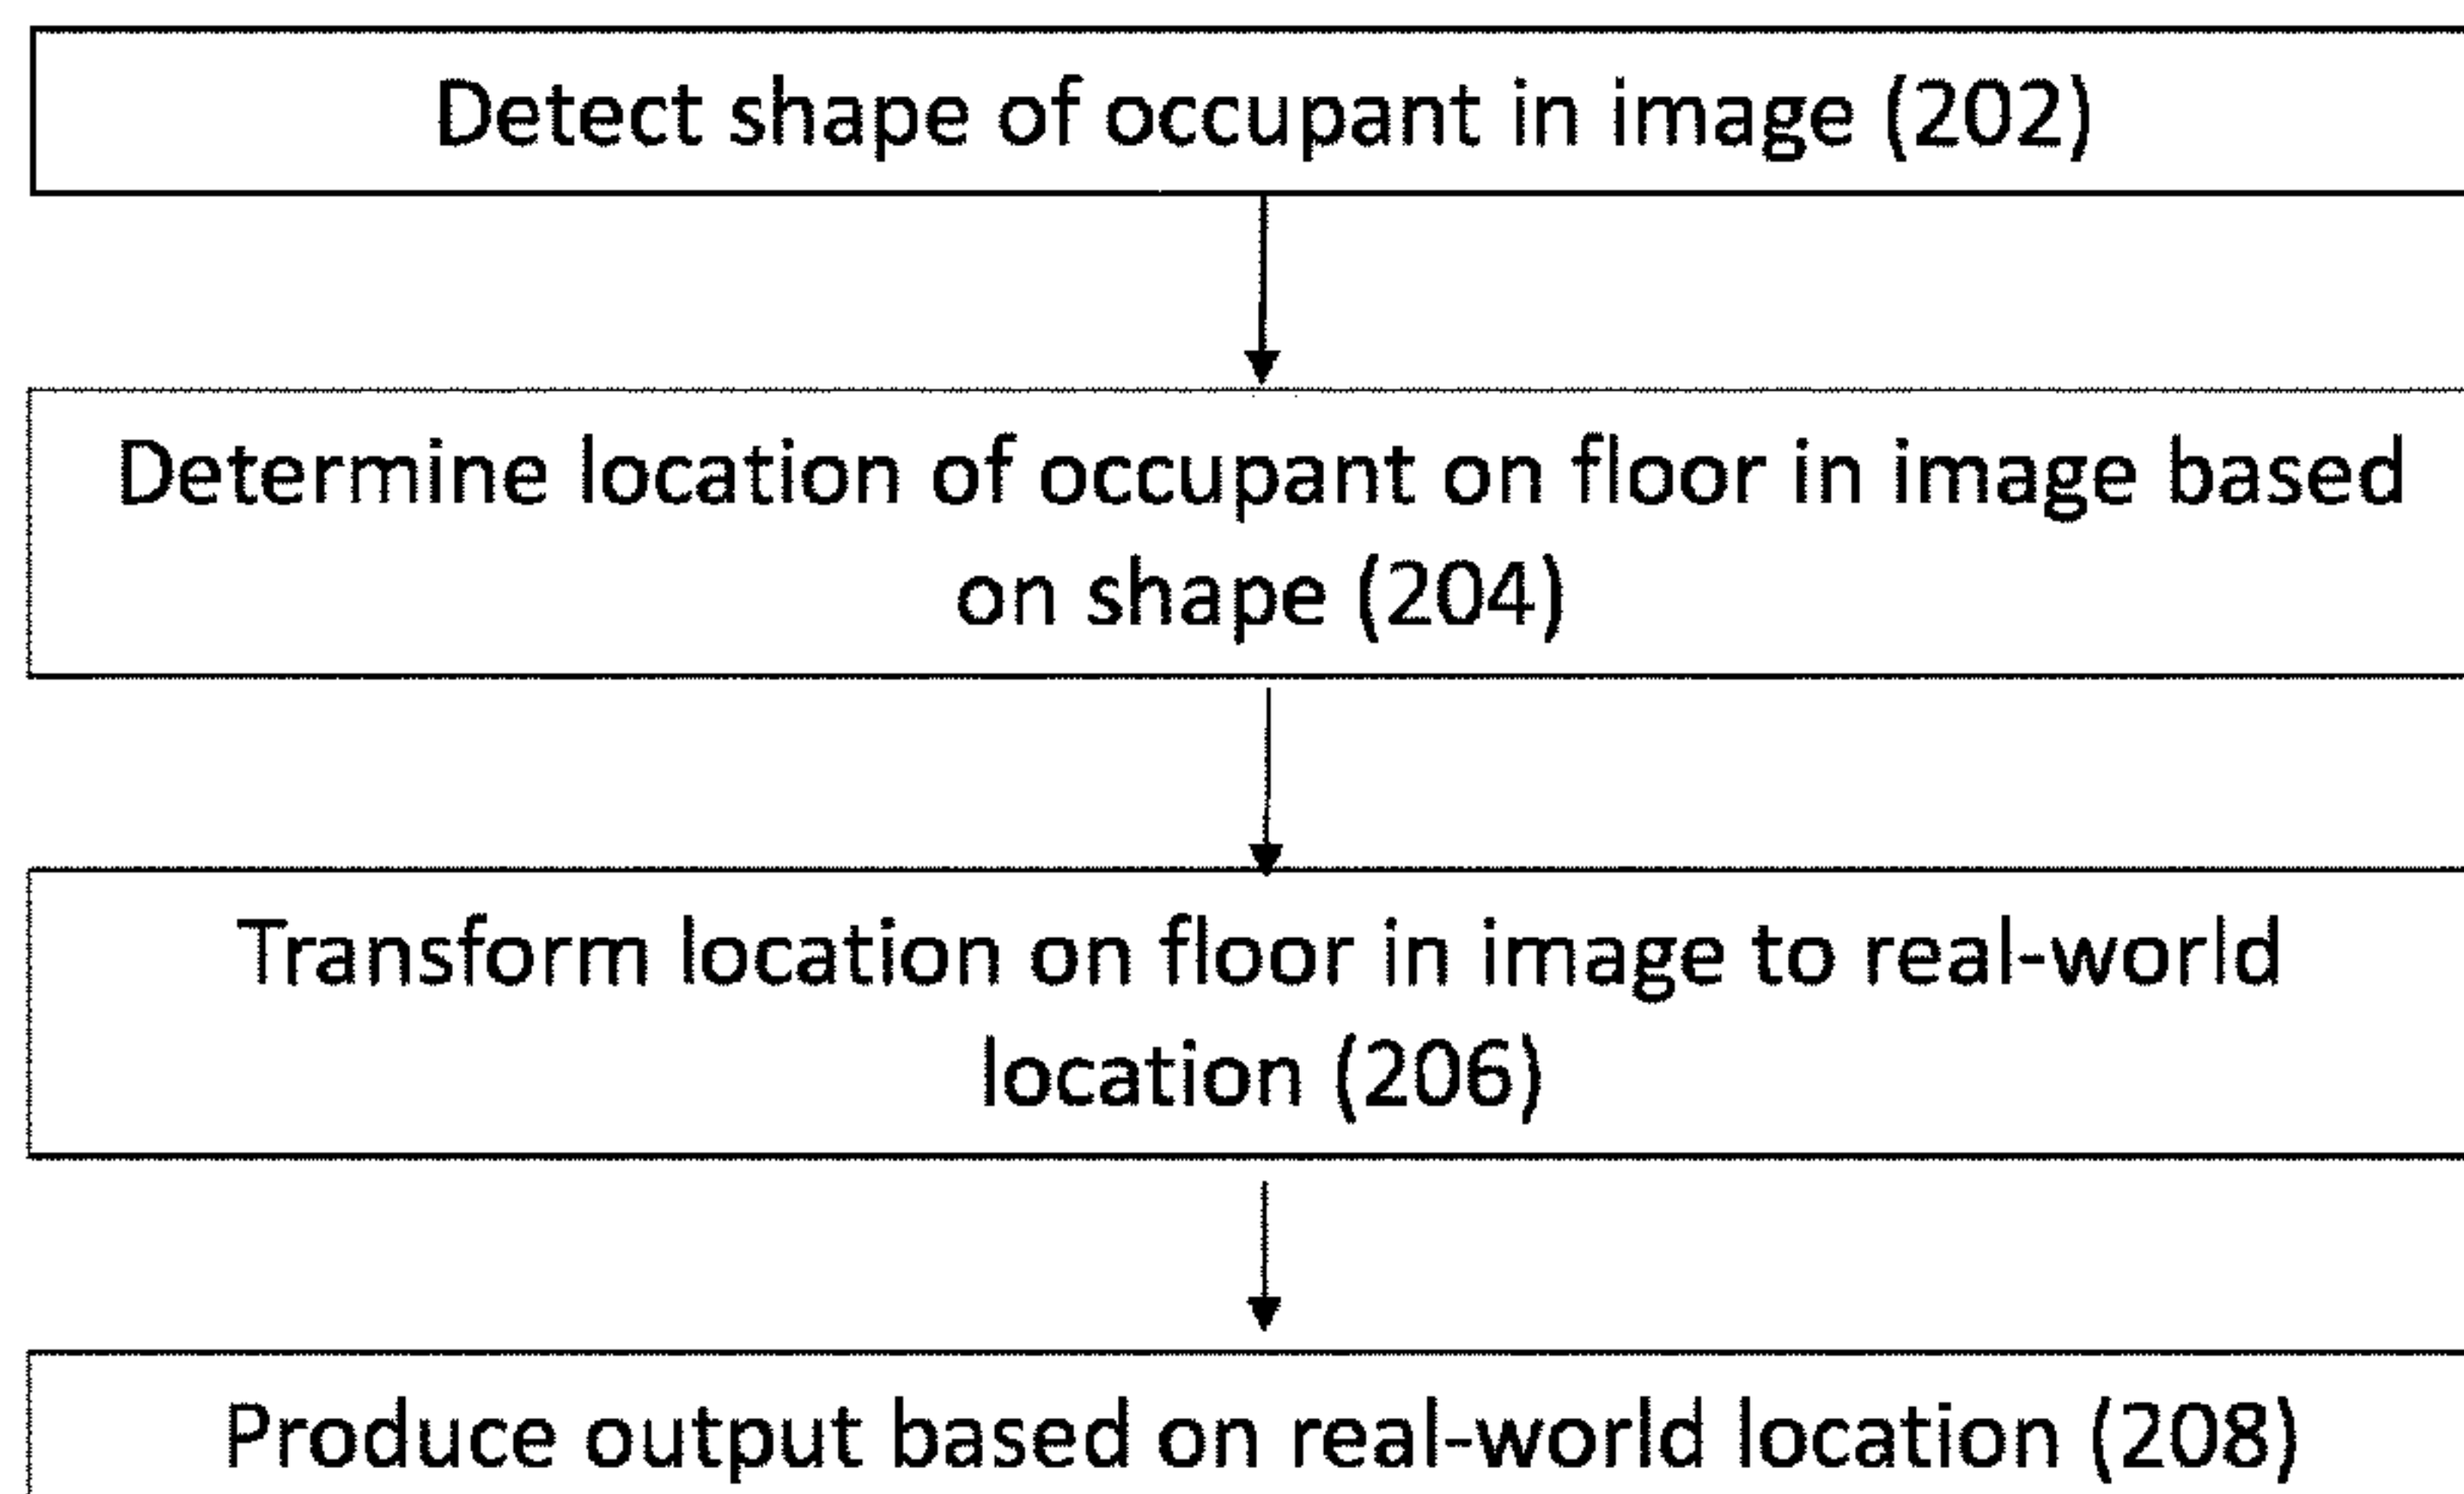 Detect shape of occupant in image (202)
Determine location of occupant on floor in image based
on shape (204)
Transform location on floor in image to real-world
location (206)
Produce output based on real-world location (208)